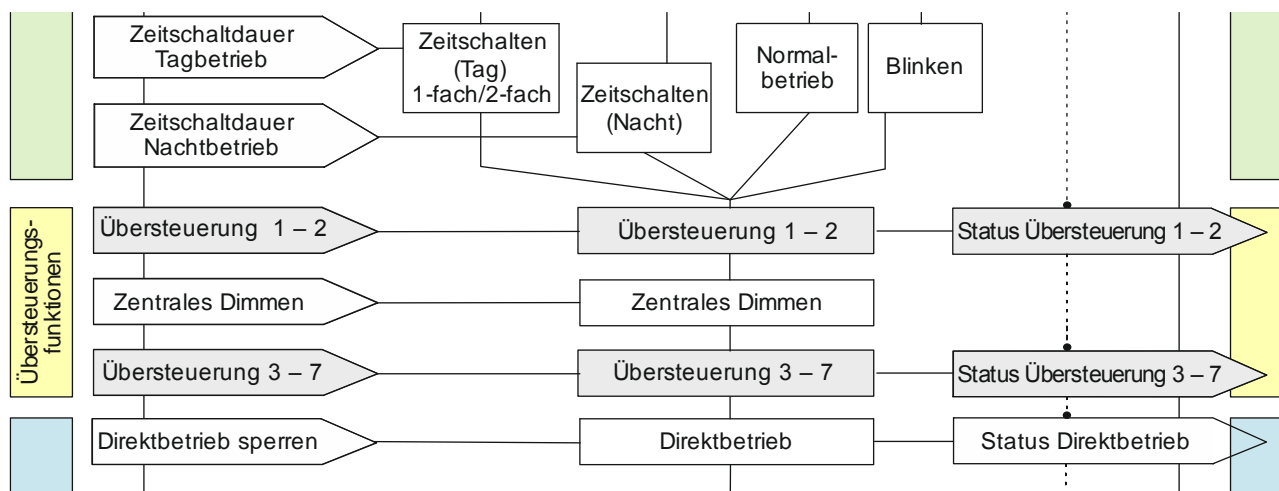 Zeitschaltdauer
Tagbetrieb
Zeitschalten
(Tag)
1-fach/2-fach
Normal-
betrieb
Blinken
Zeitschaltdauer
Nachtbetrieb
Zeitschalten
(Nacht)
Übersteuerungs-
funktionen
Übersteuerung 1 – 2
Übersteuerung 1 – 2
Status Übersteuerung 1 – 2
Zentrales Dimmen
Zentrales Dimmen
Übersteuerung 3 – 7
Übersteuerung 3 – 7
Status Übersteuerung 3 – 7
Direktbetrieb sperren
Direktbetrieb
Status Direktbetrieb